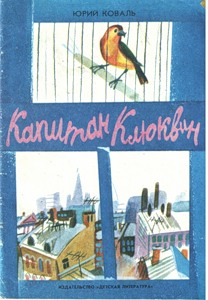 ЮРИЙ КОВАЛЬ
Капитан Клюквин
ИЗДАТЕЛЬСТВО «ДЕТСКАЯ ЛИТЕРАТУРА»